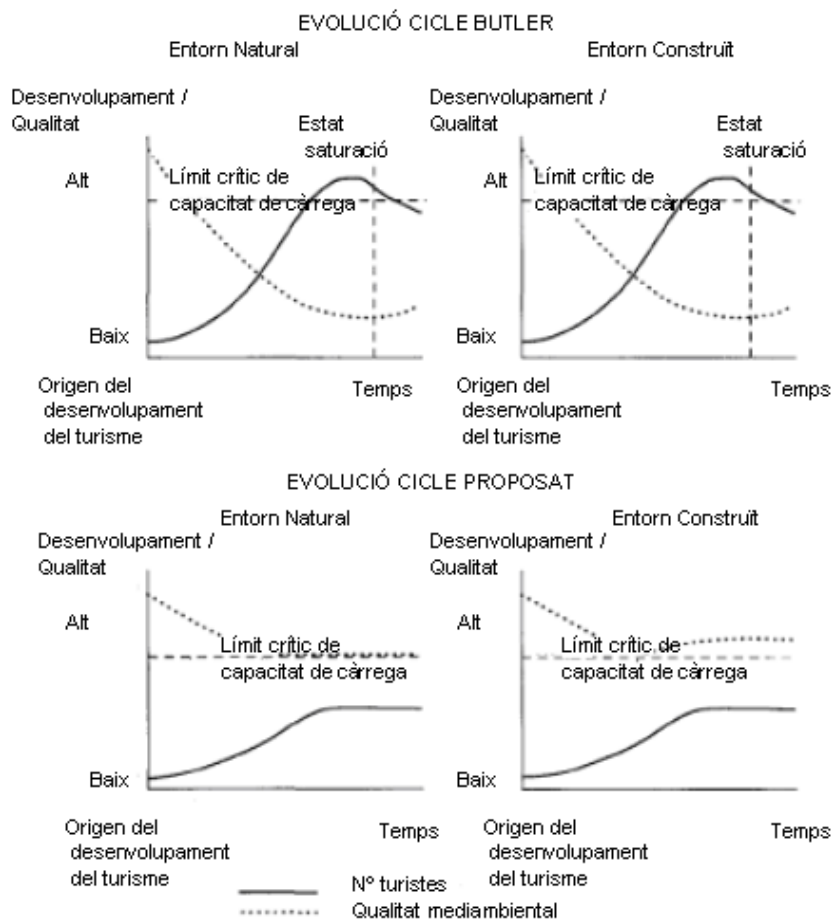 EVOLUCIÓ CICLE BUTLER
Entorn Natural
Desenvolupament /
Qualitat
Estat
saturació
Alt
Límit crític de
capacitat de càrrega
Baix
Origen del
desenvolupament
del turisme
Temps
Entorn Construït
Desenvolupament /
Qualitat
Estat
saturació
Alt
Límit crític de
capacitat de càrrega
Baix
Origen del
desenvolupament
del turisme
Temps
EVOLUCIÓ CICLE PROPOSAT
Entorn Natural
Desenvolupament /
Qualitat
Alt
Límit crític de
capacitat de càrrega
Baix
Origen del
desenvolupament
del turisme
Temps
Entorn Construït
Desenvolupament /
Qualitat
Alt
Límit crític de
capacitat de càrrega
Baix
Origen del
desenvolupament
del turisme
Temps
Nº turistes
Qualitat mediambiental